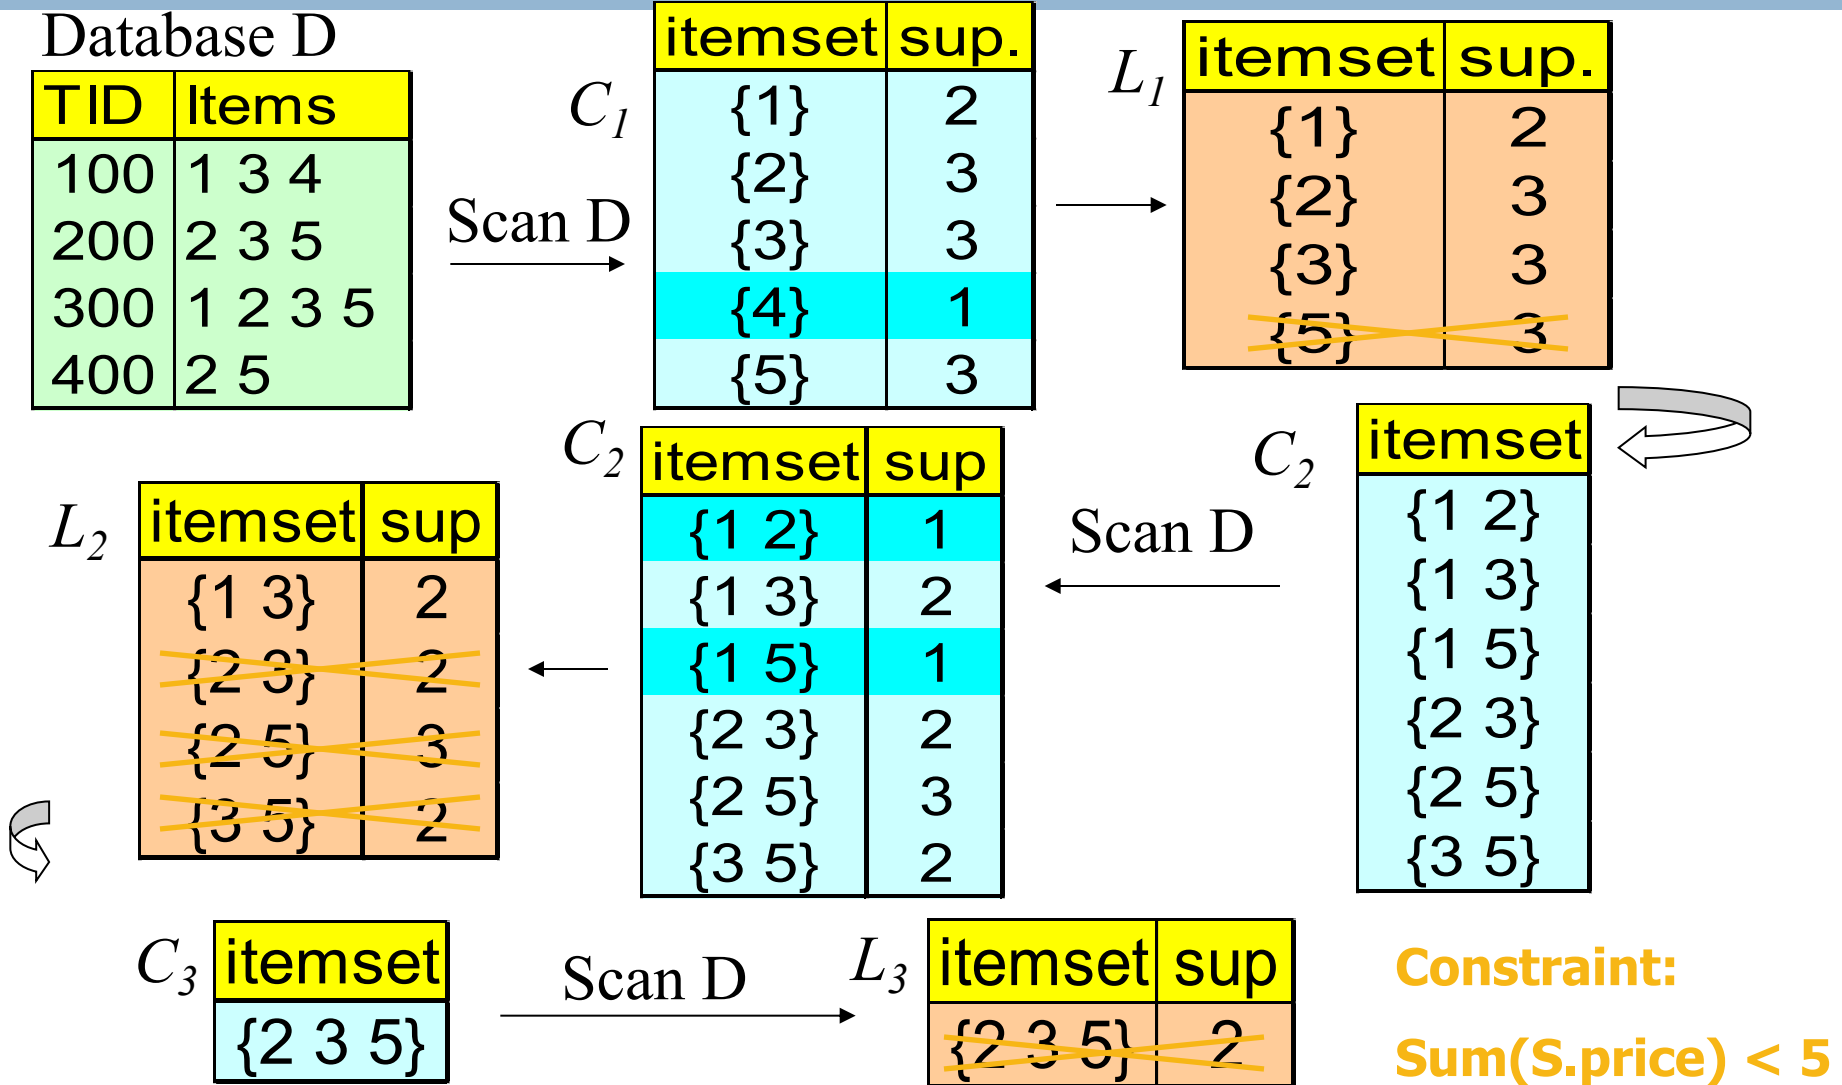 Database D
TID Items
100 1 3 4
200 2 3 5
300 1 2 3 5
400 2 5
Scan D
C1
itemset sup.
{1} 2
{2} 3
{3} 3
{4} 1
{5} 3
L1
itemset sup.
{1} 2
{2} 3
{3} 3
{5} 3
C2
itemset
{1 2}
{1 3}
{1 5}
{2 3}
{2 5}
{3 5}
Scan D
C2
itemset sup
{1 2} 1
{1 3} 2
{1 5} 1
{2 3} 2
{2 5} 3
{3 5} 2
L2
itemset sup
{1 3} 2
{2 3} 2
{2 5} 3
{3 5} 2
C3
itemset
{2 3 5}
Scan D
L3
itemset sup
{2 3 5} 2
Constraint:
Sum(S.price) < 5